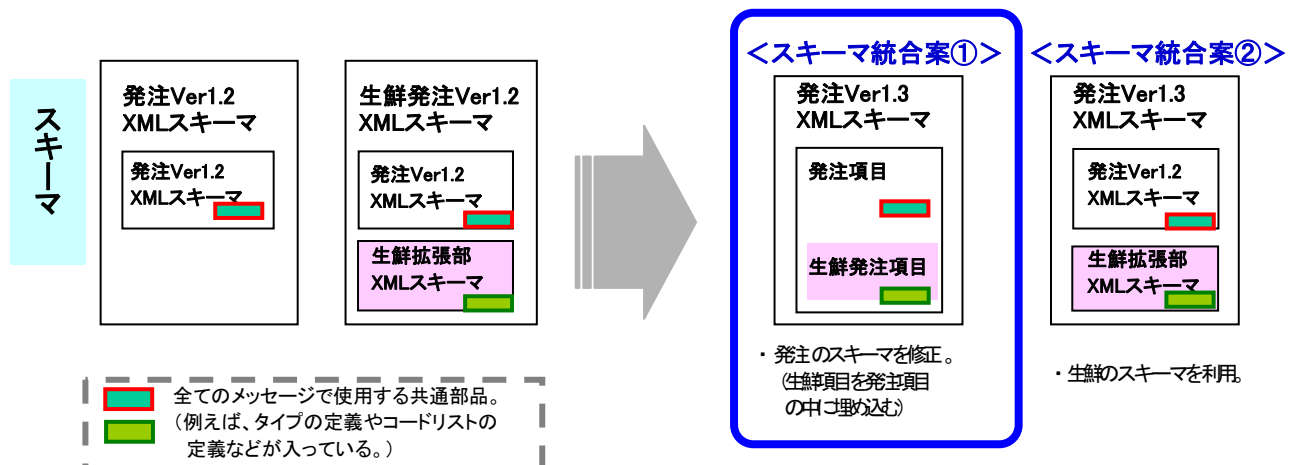 スキーマ
発注Ver1.2
XMLスキーマ
発注Ver1.2
XMLスキーマ
生鮮発注Ver1.2
XMLスキーマ
発注Ver1.2
XMLスキーマ
生鮮拡張部
XMLスキーマ
<スキーマ統合案①>
発注Ver1.3
XMLスキーマ
発注項目
生鮮発注項目
・ 発注のスキーマを修正。
（生鮮項目を発注項目
の中に埋め込む）
<スキーマ統合案②>
発注Ver1.3
XMLスキーマ
発注Ver1.2
XMLスキーマ
生鮮拡張部
XMLスキーマ
・生鮮のスキーマを利用。
全てのメッセージで使用する共通部品。
（例えば、タイプの定義やコードリストの
定義などが入っている。）